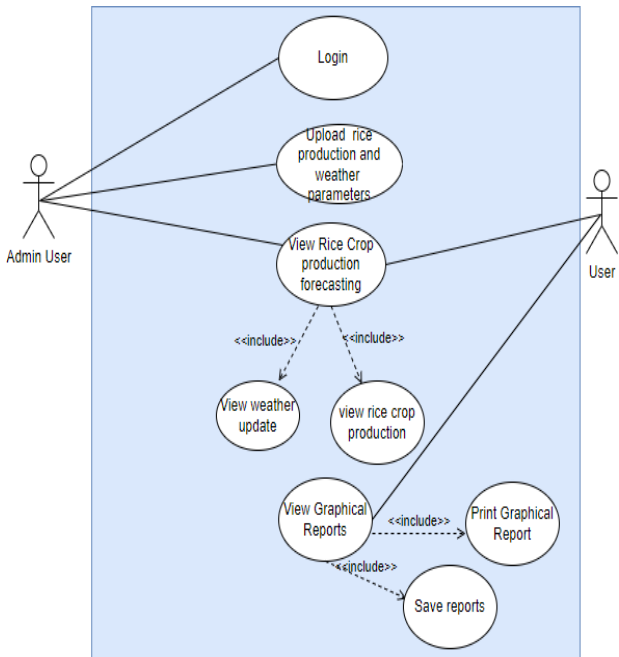 Login
Upload rice
production and
weather
parameters
Admin User
User
View Rice Crop
production
forecasting
<<include>>
<<include>>
View weather
update
view rice crop
production
View Graphical
Reports
<<include>>
Print Graphical
Report
<<include>>
Save reports